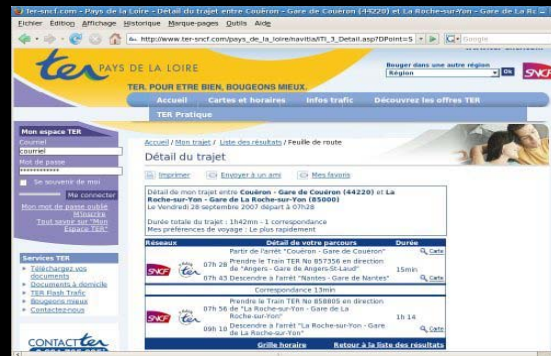 Ter-sncf.com - Pays de la Loire - Détail du trajet entre Couëron - Gare de Couëron (44220) et La Roche-sur-Yon - Gare de La Roche
Fichier Edition Affichage Historique Marque-pages Outils Aide
http://www.ter-sncf.com/pays_de_la_loire/navitia/ITI_3_Detail.asp?DPoint=S
Google
ter PAYS DE LA LOIRE
Bouger dans une autre région
Région
Ok
SNCF
TER. POUR ETRE BIEN, BOUGEONS MIEUX.
Accueil Cartes et horaires Infos trafic Découvrez les offres TER
TER Pratique
Mon espace TER
Courriel
courriel
Mot de passe
Se souvenir de moi
Me connecter
Mon mot de passe oublié
M'inscrire
Tout savoir sur "Mon Espace TER"
Services TER
Téléchargez vos documents
Documents à domicile
TER Flash Trafic
Bougeons mieux
Contactez-nous
CONTACT ter
Accueil / Mon trajet / Liste des résultats / Feuille de route
Détail du trajet
Imprimer Envoyer à un ami Mes favoris
Détail de mon trajet entre Couëron - Gare de Couëron (44220) et La
Roche-sur-Yon - Gare de La Roche-sur-Yon (85000)
Le Vendredi 28 septembre 2007 départ à 07h28
Durée totale du trajet : 1h42mn - 1 correspondance
Mes préférences de voyage : Le plus rapidement
Réseaux Détail de votre parcours Durée
Partir de l'arrêt "Couëron - Gare de Couëron" Carte
SNCF ter 07h 28 Prendre le Train TER No 857356 en direction
de "Angers - Gare de Angers-St-Laud" 15min
07h 43 Descendre à l'arrêt "Nantes - Gare de Nantes" Carte
Correspondance 13min
Prendre le Train TER No 858805 en direction
07h 56 de "La Roche-sur-Yon - Gare de La
SNCF ter Roche-sur-Yon" 1h 14
09h 10 Descendre à l'arrêt "La Roche-sur-Yon - Gare
de La Roche-sur-Yon" Carte
Grille horaire Retour à la liste des résultats